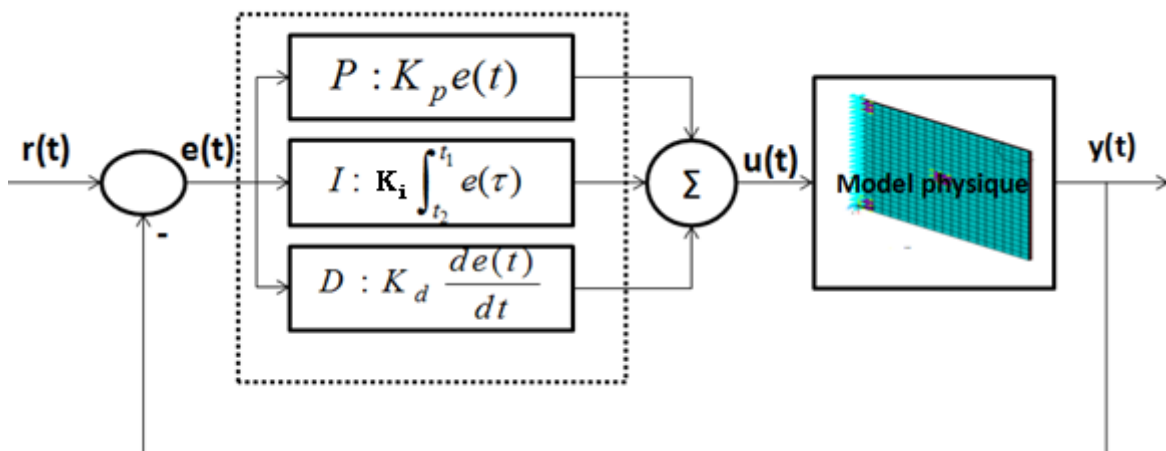 r(t)
e(t)
-
P : K_p e(t)
I : K_i ∫_{t_2}^{t_1} e(τ)
D : K_d de(t)/dt
Σ
u(t)
Model physique
y(t)